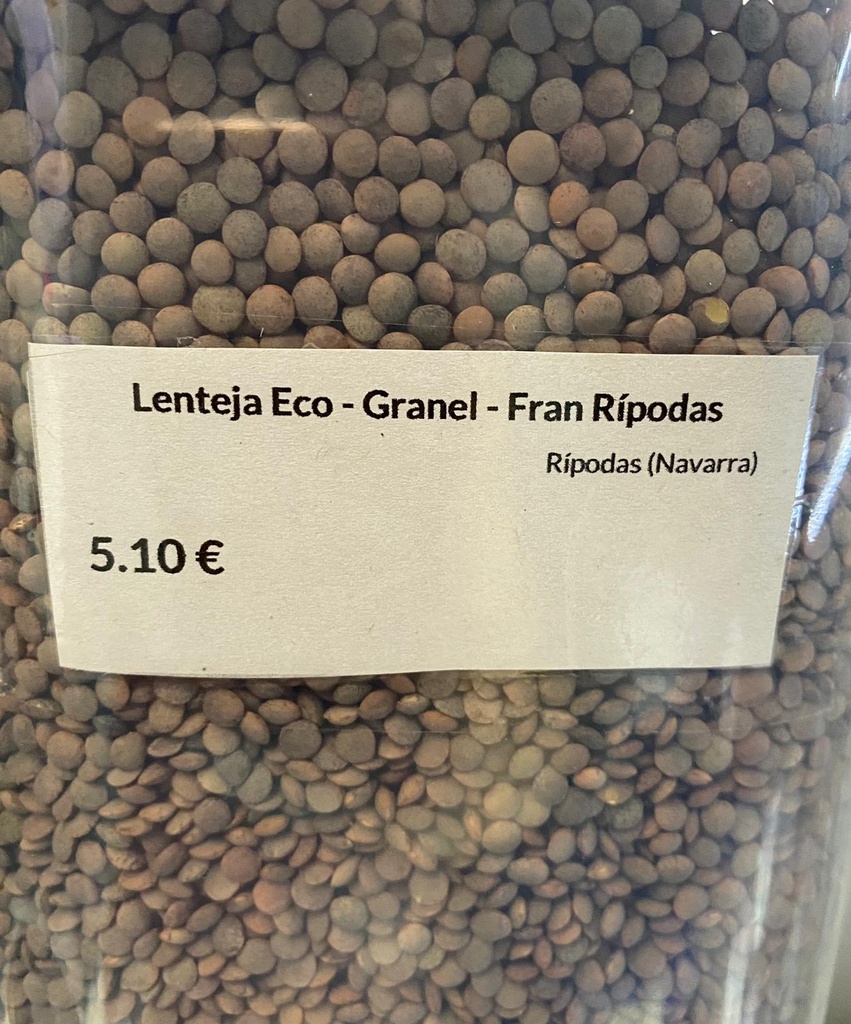 Lenteja Eco - Granel - Fran Rípodas
Rípodas (Navarra)
5.10 €